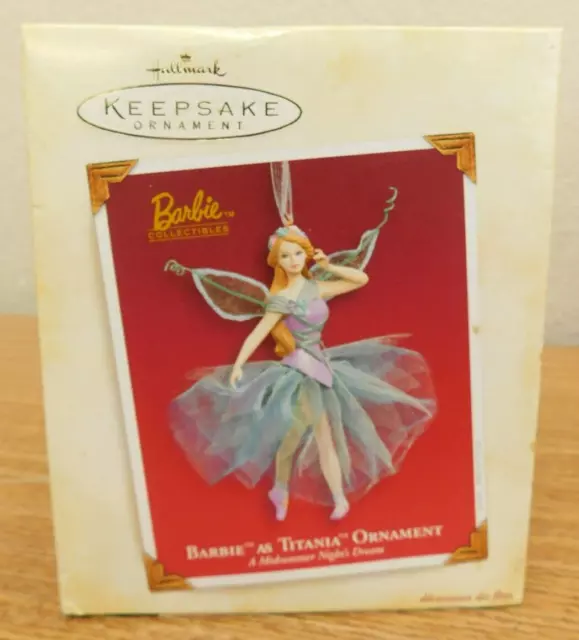 Hallmark
KEEPSAKE
ORNAMENT
Barbie™
COLLECTIBLES
BARBIE™ AS TITANIA™ ORNAMENT
A Midsummer Night's Dream